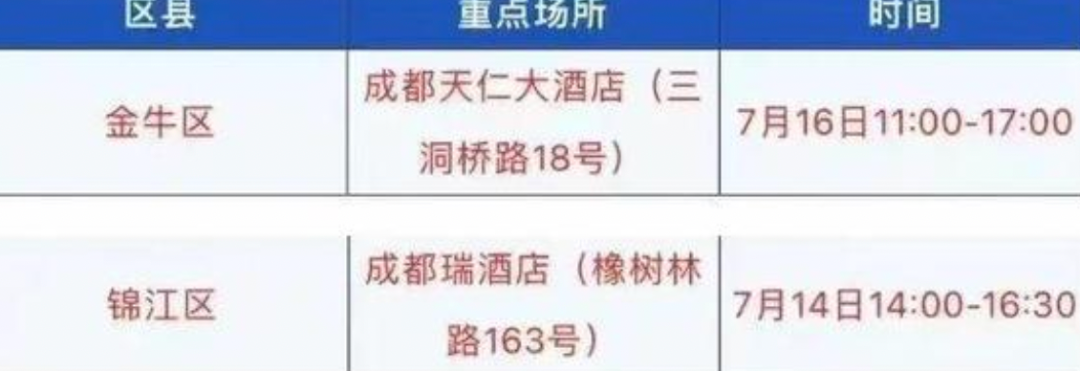 区县 重点场所 时间
金牛区
成都天仁大酒店（三
洞桥路18号）
7月16日11:00-17:00
锦江区
成都瑞酒店（橡树林
路163号）
7月14日14:00-16:30